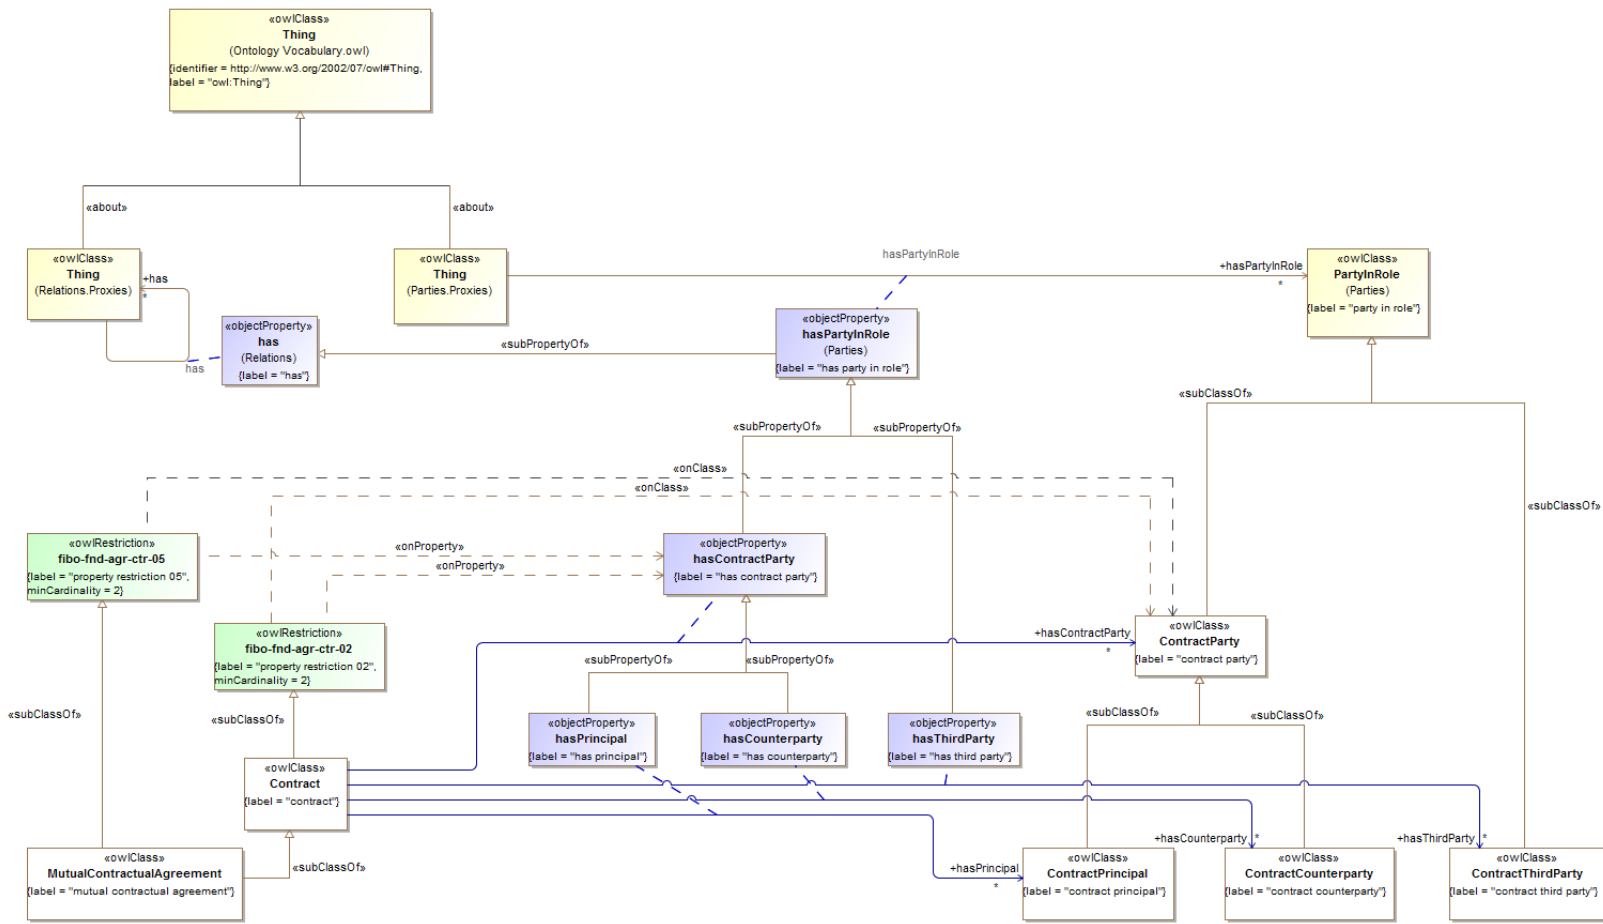 «owlClass»
Thing
(Ontology Vocabulary.owl)
{identifier = http://www.w3.org/2002/07/owl#Thing,
label = "owl:Thing"}
«about»
«about»
«owlClass»
Thing
(Relations.Proxies)
+has
*
has
«owlClass»
Thing
(Parties.Proxies)
hasPartyInRole
+hasPartyInRole
*
«owlClass»
PartyInRole
(Parties)
{label = "party in role"}
«objectProperty»
has
(Relations)
{label = "has"}
«subPropertyOf»
«objectProperty»
hasPartyInRole
(Parties)
{label = "has party in role"}
«subClassOf»
«subPropertyOf»
«subPropertyOf»
«onClass»
«onClass»
«subClassOf»
«owlRestriction»
fibo-fnd-agr-ctr-05
{label = "property restriction 05",
minCardinality = 2}
«onProperty»
«onProperty»
«objectProperty»
hasContractParty
{label = "has contract party"}
«owlRestriction»
fibo-fnd-agr-ctr-02
{label = "property restriction 02",
minCardinality = 2}
+hasContractParty
*
«owlClass»
ContractParty
{label = "contract party"}
«subPropertyOf»
«subPropertyOf»
«subClassOf»
«subClassOf»
«subClassOf»
«subClassOf»
«objectProperty»
hasPrincipal
{label = "has principal"}
«objectProperty»
hasCounterparty
{label = "has counterparty"}
«objectProperty»
hasThirdParty
{label = "has third party"}
«owlClass»
Contract
{label = "contract"}
+hasCounterparty
*
+hasThirdParty
*
«subClassOf»
+hasPrincipal
*
«owlClass»
MutualContractualAgreement
{label = "mutual contractual agreement"}
«owlClass»
ContractPrincipal
{label = "contract principal"}
«owlClass»
ContractCounterparty
{label = "contract counterparty"}
«owlClass»
ContractThirdParty
{label = "contract third party"}